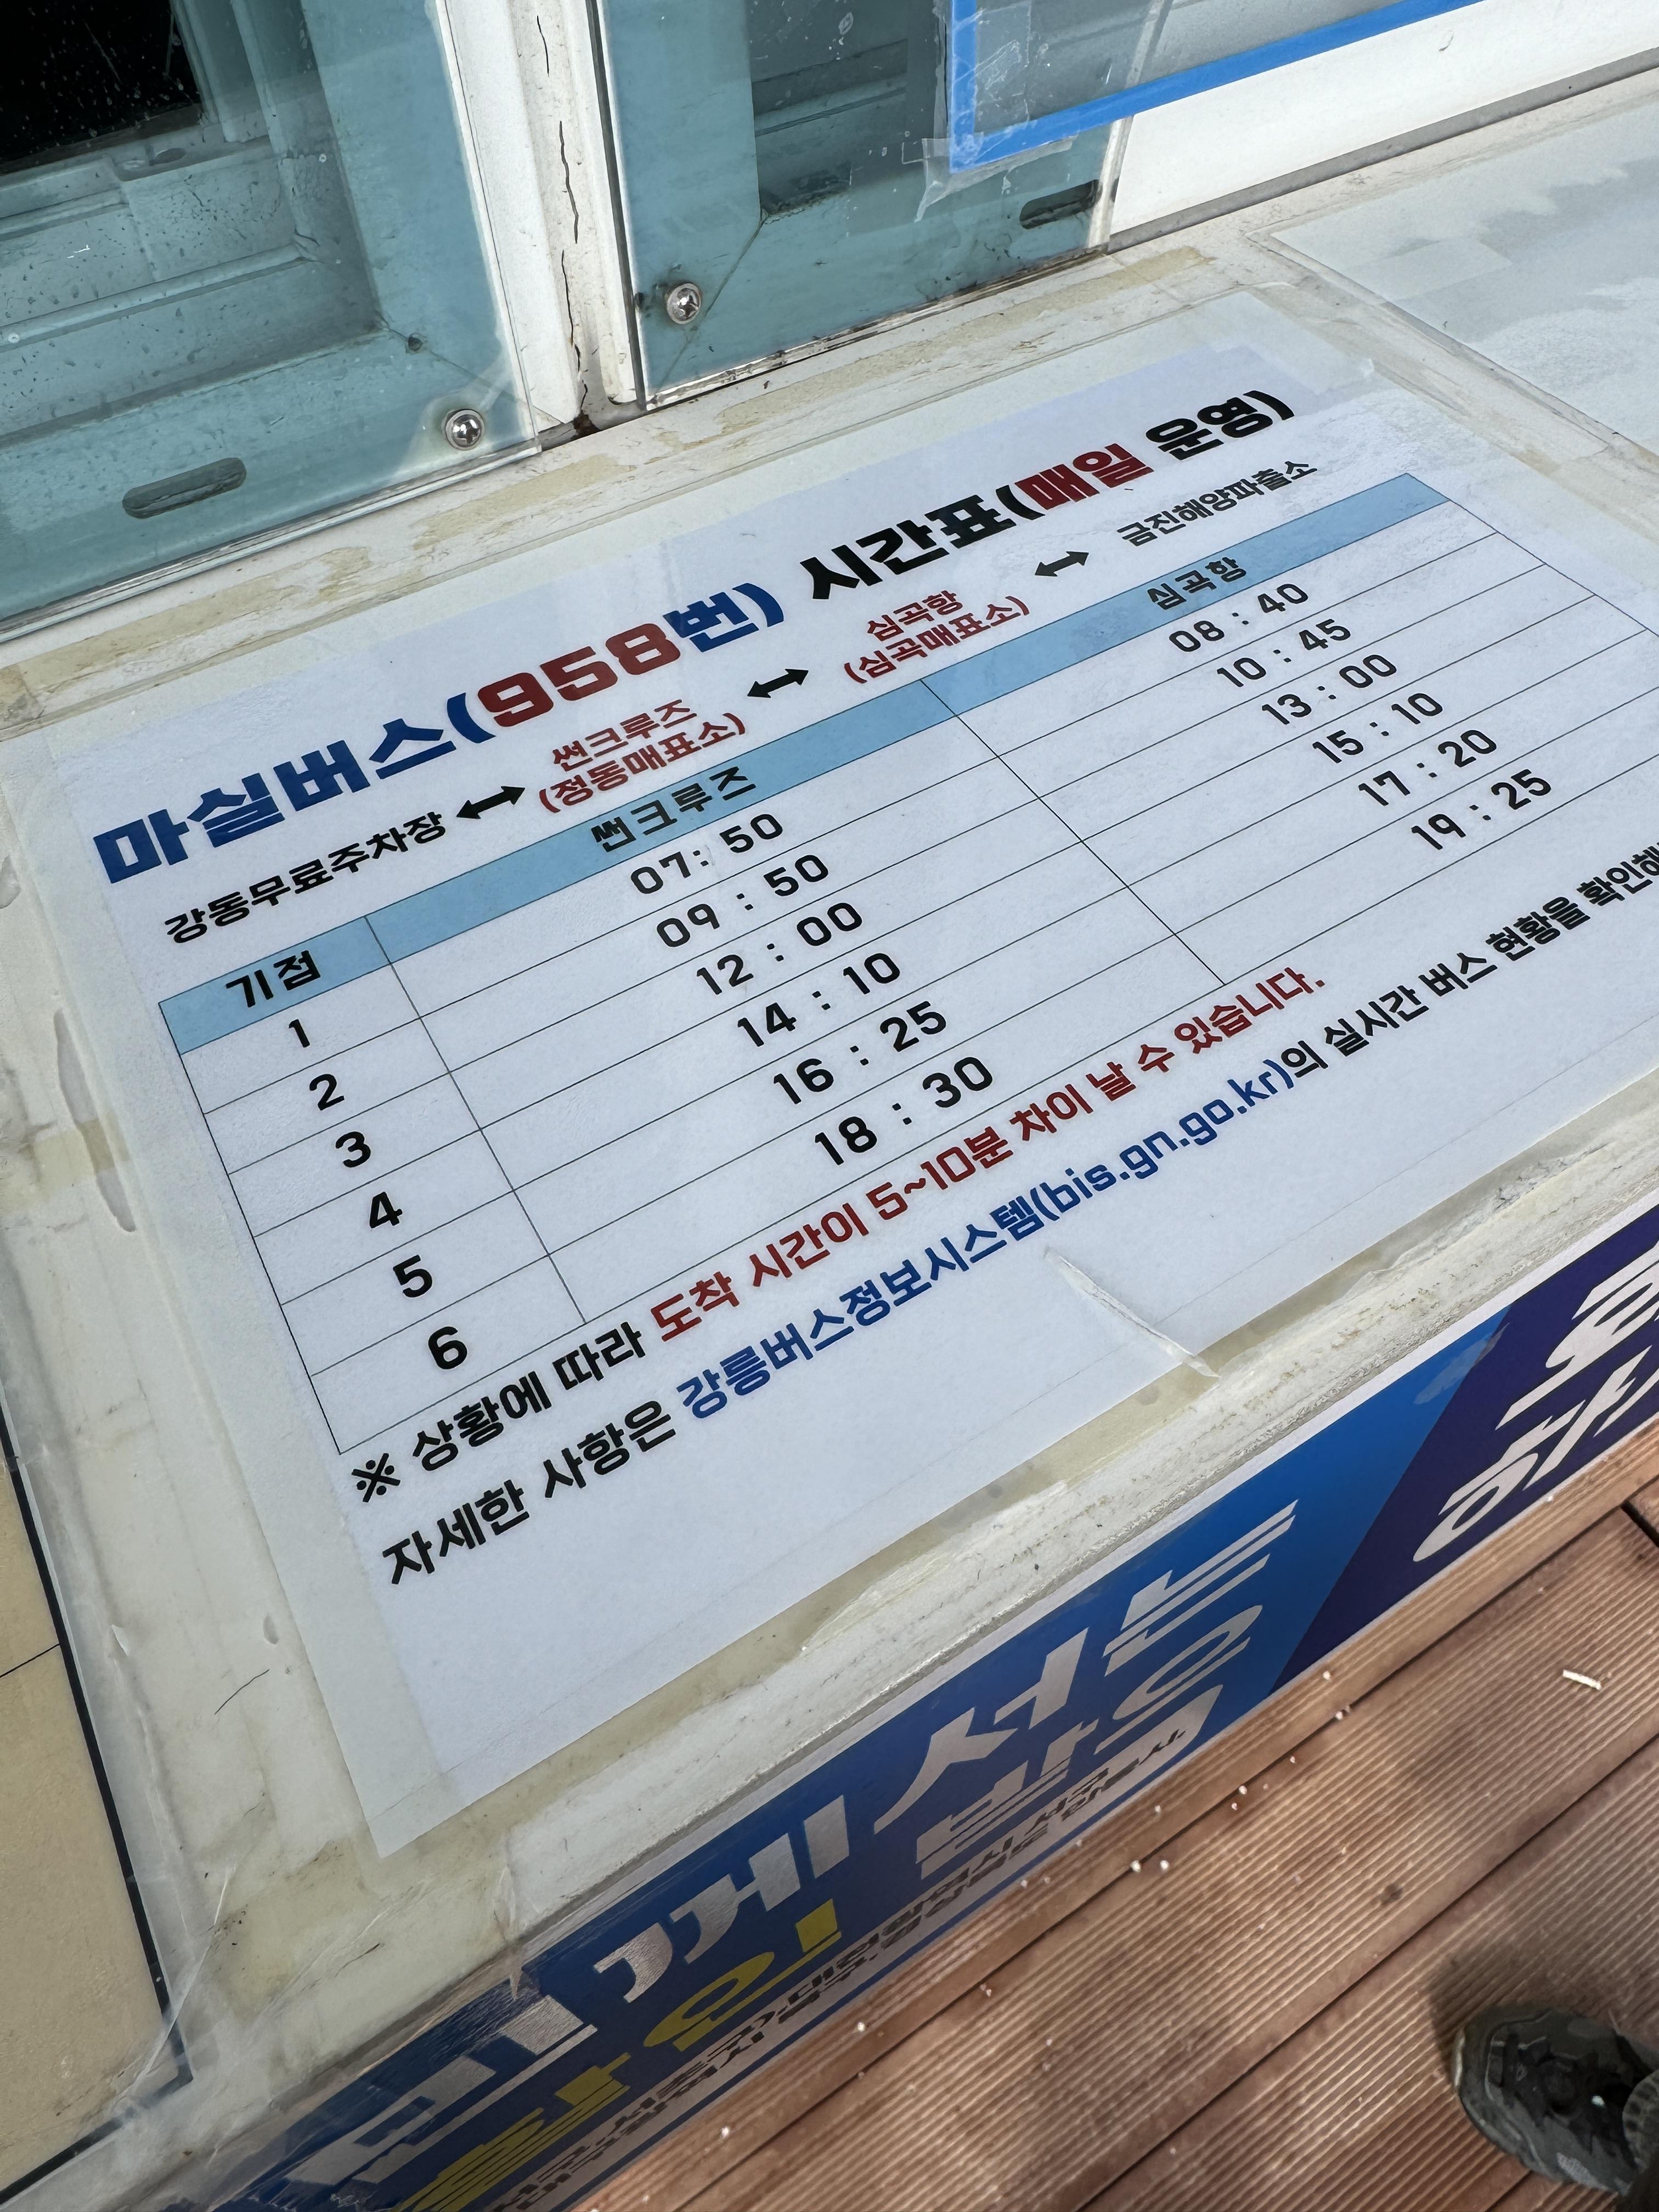 마실버스(958번) 시간표(매일 운영)
강동무료주차장 ↔ 썬크루즈 (정동매표소) ↔ 심곡항 (심곡매표소) ↔ 금진해양파출소
기점 썬크루즈 심곡항
1 07: 50 08 : 40
2 09 : 50 10 : 45
3 12 : 00 13 : 00
4 14 : 10 15 : 10
5 16 : 25 17 : 20
6 18 : 30 19 : 25
※ 상황에 따라 도착 시간이 5~10분 차이 날 수 있습니다.
자세한 사항은 강릉버스정보시스템(bis.gn.go.kr)의 실시간 버스 현황을 확인해